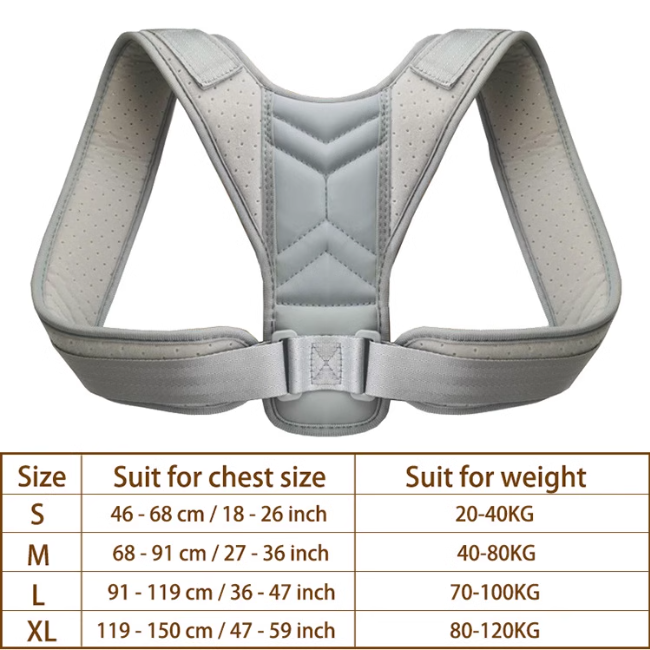 Size Suit for chest size Suit for weight
S 46 - 68 cm / 18 - 26 inch 20-40KG
M 68 - 91 cm / 27 - 36 inch 40-80KG
L 91 - 119 cm / 36 - 47 inch 70-100KG
XL 119 - 150 cm / 47 - 59 inch 80-120KG